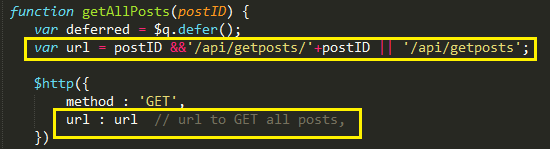 function getAllPosts(postID) {
var deferred = $q.defer();
var url = postID &&'/api/getposts/'+postID || '/api/getposts';
$http({
method : 'GET',
url : url  // url to GET all posts,
})